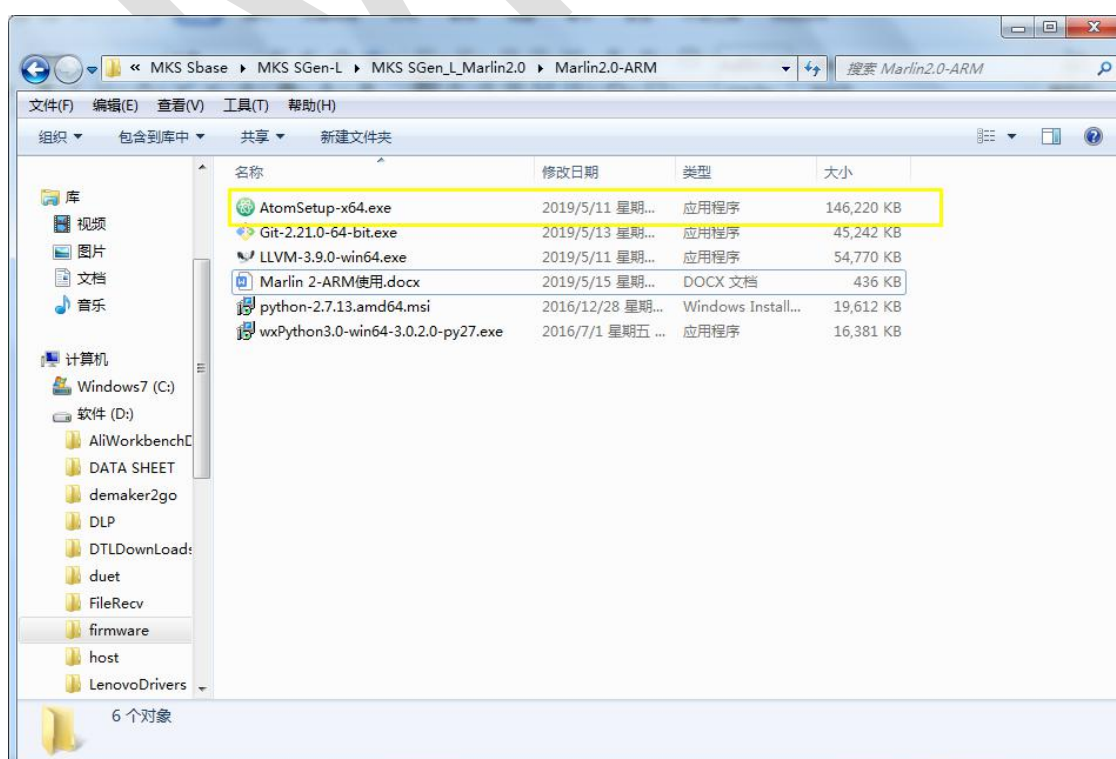 « MKS Sbase ▸ MKS SGen-L ▸ MKS SGen_L_Marlin2.0 ▸ Marlin2.0-ARM 搜索 Marlin2.0-ARM
文件(F) 编辑(E) 查看(V) 工具(T) 帮助(H)
组织 包含到库中 共享 新建文件夹
名称 修改日期 类型 大小
AtomSetup-x64.exe 2019/5/11 星期... 应用程序 146,220 KB
Git-2.21.0-64-bit.exe 2019/5/13 星期... 应用程序 45,242 KB
LLVM-3.9.0-win64.exe 2019/5/11 星期... 应用程序 54,770 KB
Marlin 2-ARM使用.docx 2019/5/15 星期... DOCX 文档 436 KB
python-2.7.13.amd64.msi 2016/12/28 星期... Windows Install... 19,612 KB
wxPython3.0-win64-3.0.2.0-py27.exe 2016/7/1 星期五 ... 应用程序 16,381 KB
库
视频
图片
文档
音乐
计算机
Windows7 (C:)
软件 (D:)
AliWorkbenchD
DATA SHEET
demaker2go
DLP
DTLDownLoads
duet
FileRecv
firmware
host
LenovoDrivers
6 个对象